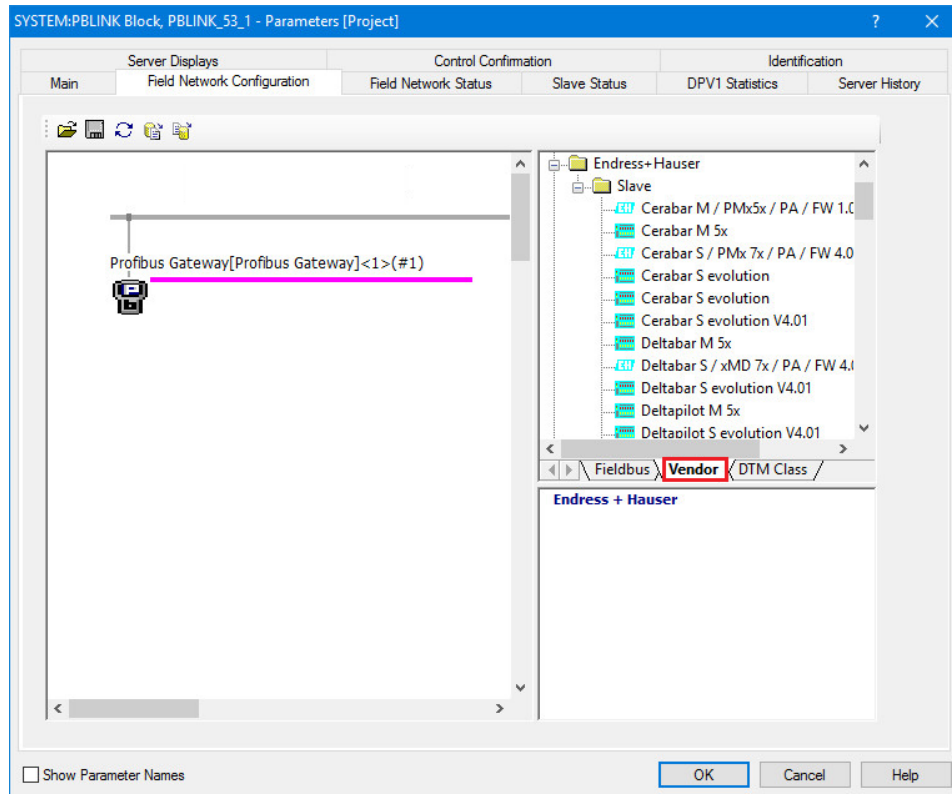 SYSTEM:PBLINK Block, PBLINK_53_1 - Parameters [Project]
Server Displays Control Confirmation Identification
Main Field Network Configuration Field Network Status Slave Status DPV1 Statistics Server History
Profibus Gateway[Profibus Gateway]<1>(#1)
Endress+Hauser
Slave
Cerabar M / PMx5x / PA / FW 1.0
Cerabar M 5x
Cerabar S / PMx 7x / PA / FW 4.0
Cerabar S evolution
Cerabar S evolution
Cerabar S evolution V4.01
Deltabar M 5x
Deltabar S / xMD 7x / PA / FW 4.0
Deltabar S evolution V4.01
Deltapilot M 5x
Deltapilot S evolution V4.01
Fieldbus Vendor DTM Class
Endress + Hauser
Show Parameter Names OK Cancel Help